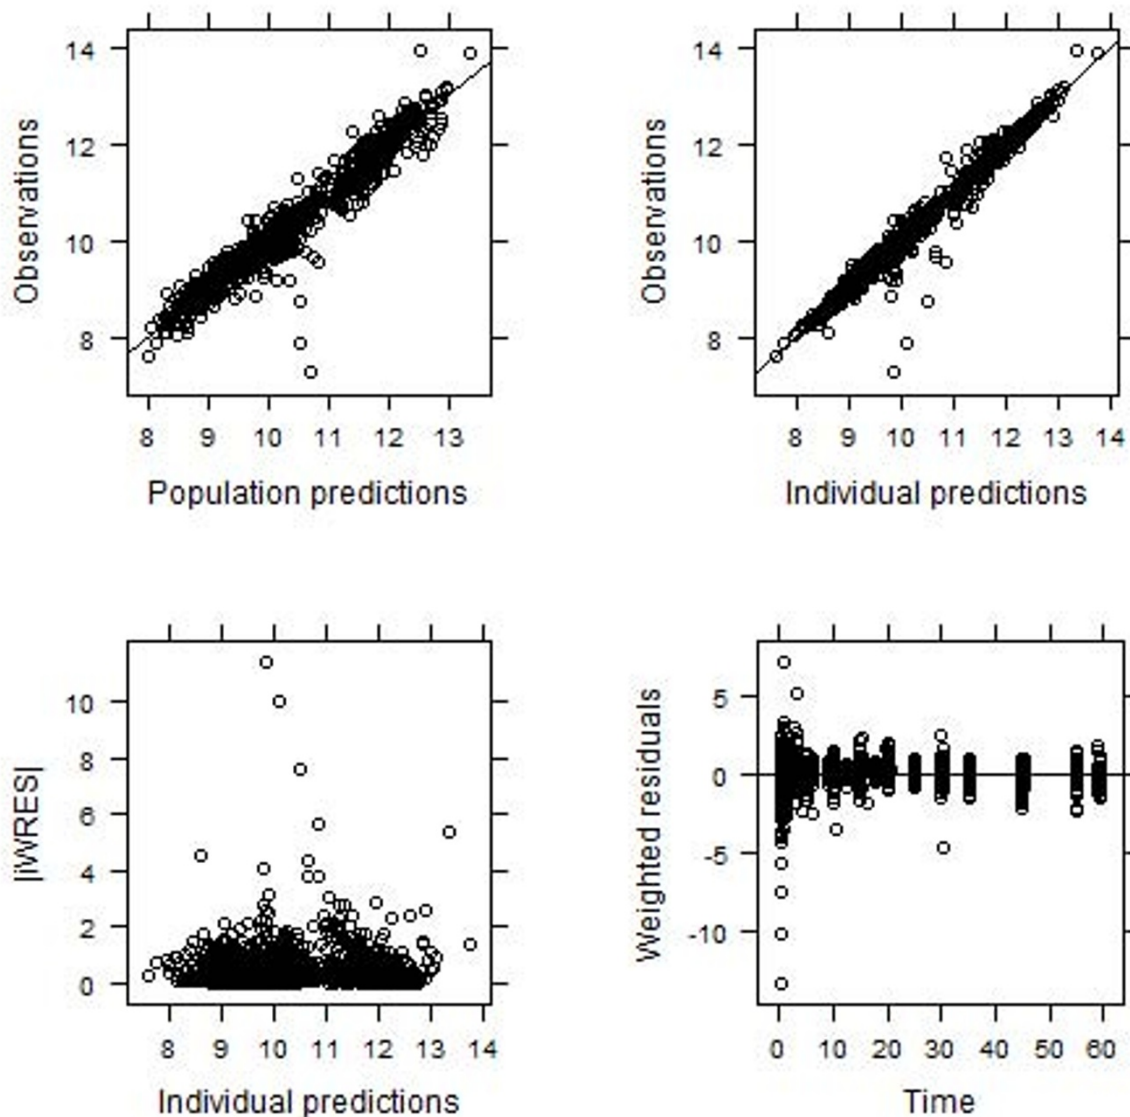 14
12
10
8
Observations
8 9 10 11 12 13
Population predictions
14
12
10
8
Observations
8 9 10 11 12 13 14
Individual predictions
10
8
6
4
2
0
|iWRES|
8 9 10 11 12 13 14
Individual predictions
5
0
-5
-10
Weighted residuals
0 10 20 30 40 50 60
Time